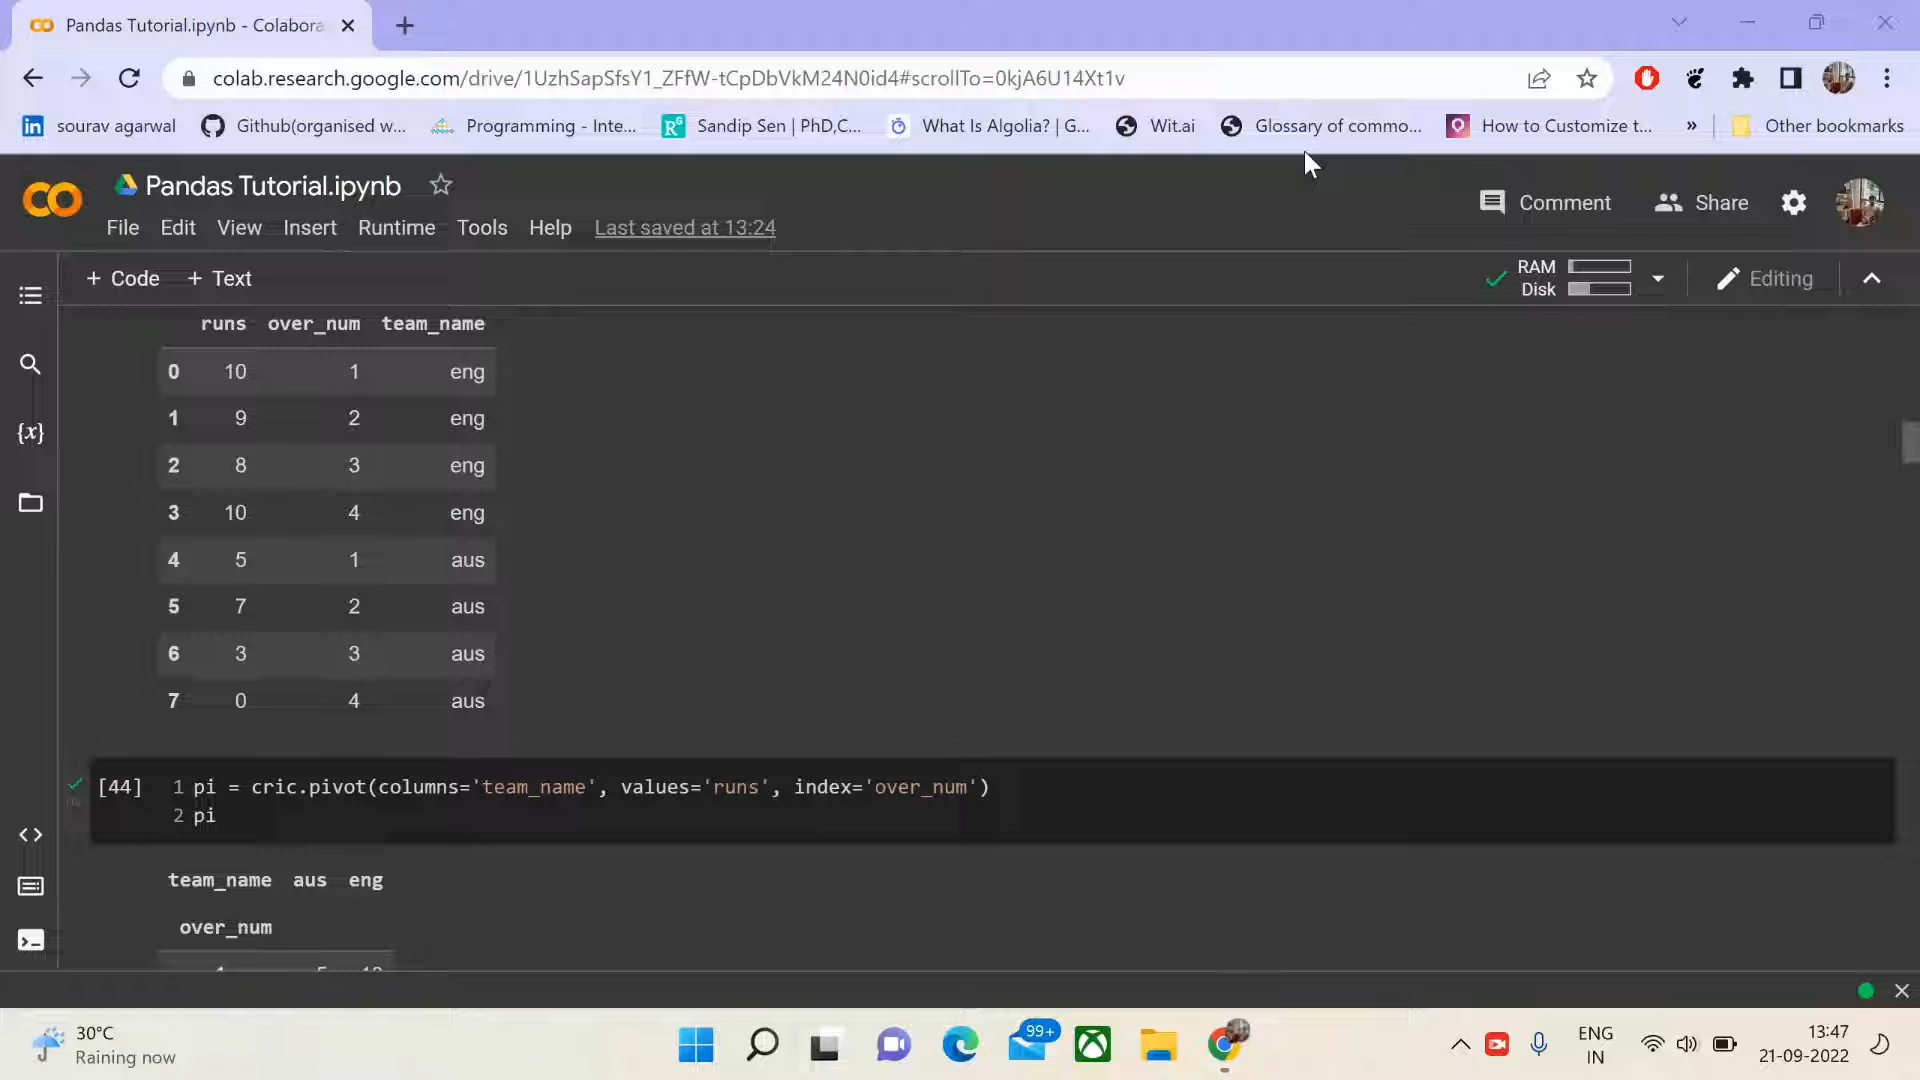 Pandas Tutorial.ipynb - Colabora
colab.research.google.com/drive/1UzhSapSfsY1_ZFfW-tCpDbVkM24N0id4#scrollTo=0kjA6U14Xt1v
sourav agarwal Github(organised w... Programming - Inte... Sandip Sen | PhD,C... What Is Algolia? | G... Wit.ai Glossary of commo... How to Customize t... » Other bookmarks
Pandas Tutorial.ipynb
Comment Share
File Edit View Insert Runtime Tools Help Last saved at 13:24
+ Code + Text
RAM
Disk
Editing
runs over_num team_name
0 10 1 eng
1 9 2 eng
2 8 3 eng
3 10 4 eng
4 5 1 aus
5 7 2 aus
6 3 3 aus
7 0 4 aus
[44] 1 pi = cric.pivot(columns='team_name', values='runs', index='over_num')
2 pi
team_name aus eng
over_num
30°C
Raining now
99+
ENG
IN
13:47
21-09-2022